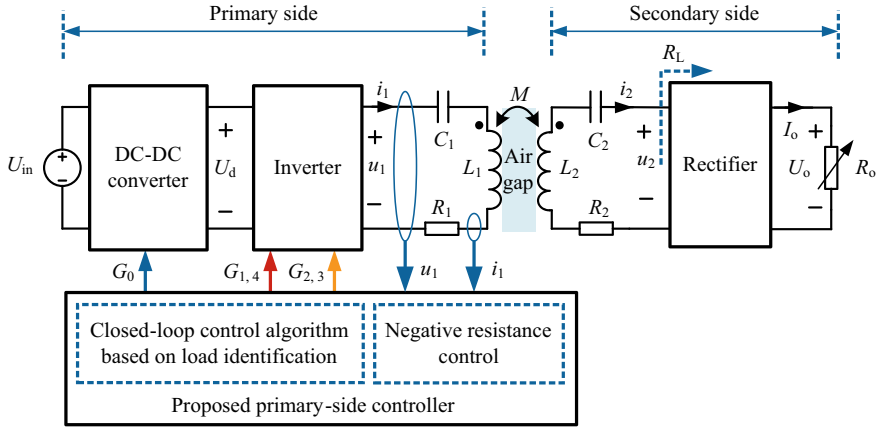 Primary side
Secondary side
R_L
i_1
M
i_2
C_1
C_2
I_o
U_in
DC-DC
converter
U_d
Inverter
u_1
L_1
Air
gap
L_2
u_2
Rectifier
U_o
R_o
R_1
R_2
G_0
G_1, 4
G_2, 3
u_1
i_1
Closed-loop control algorithm
based on load identification
Negative resistance
control
Proposed primary-side controller